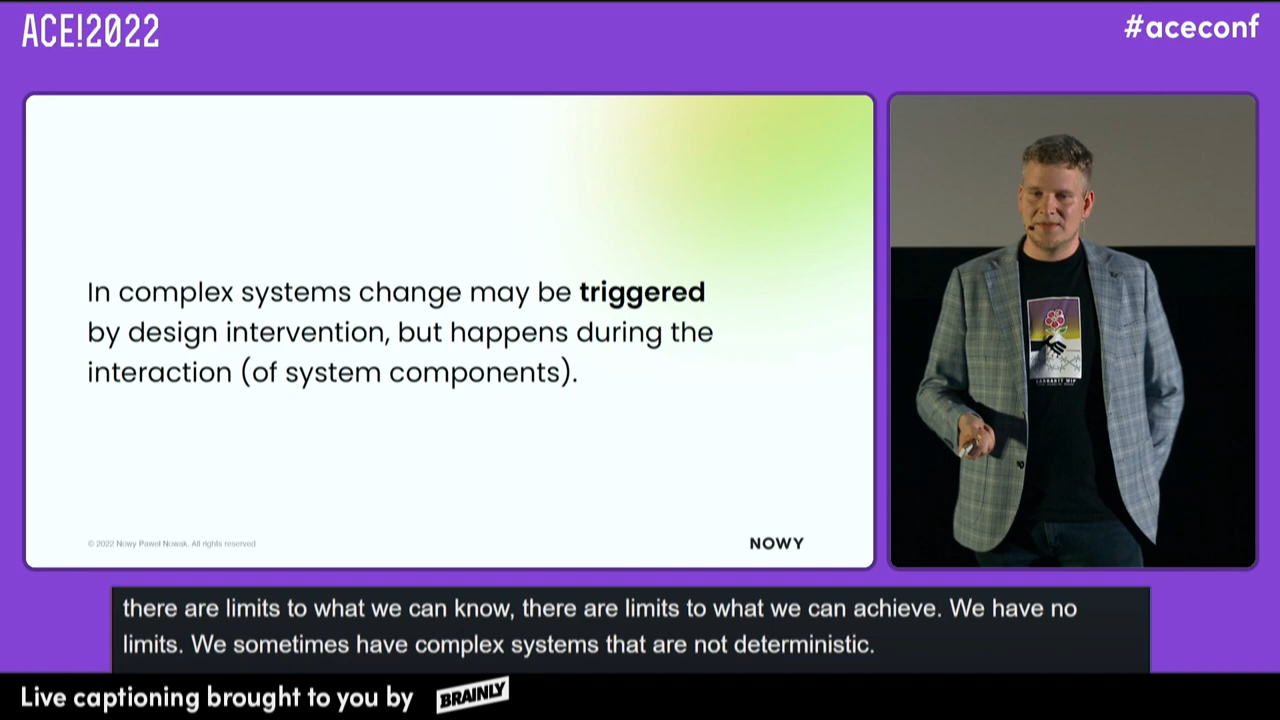 ACE!2022
#aceconf
In complex systems change may be triggered
by design intervention, but happens during the
interaction (of system components).
© 2022 Nowy Paweł Nowak. All rights reserved
NOWY
CARHARTT WIP
there are limits to what we can know, there are limits to what we can achieve. We have no
limits. We sometimes have complex systems that are not deterministic.
Live captioning brought to you by BRAINLY